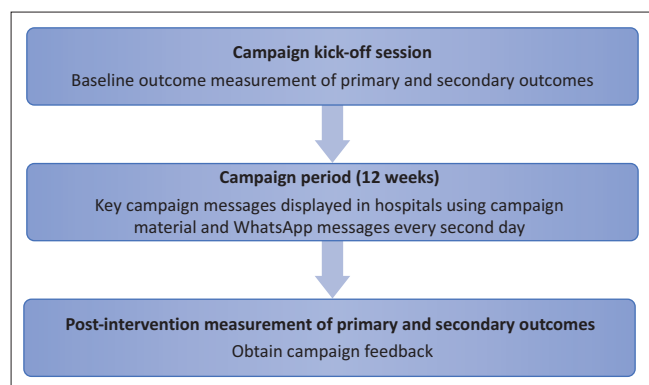 Campaign kick-off session
Baseline outcome measurement of primary and secondary outcomes
Campaign period (12 weeks)
Key campaign messages displayed in hospitals using campaign
material and WhatsApp messages every second day
Post-intervention measurement of primary and secondary outcomes
Obtain campaign feedback